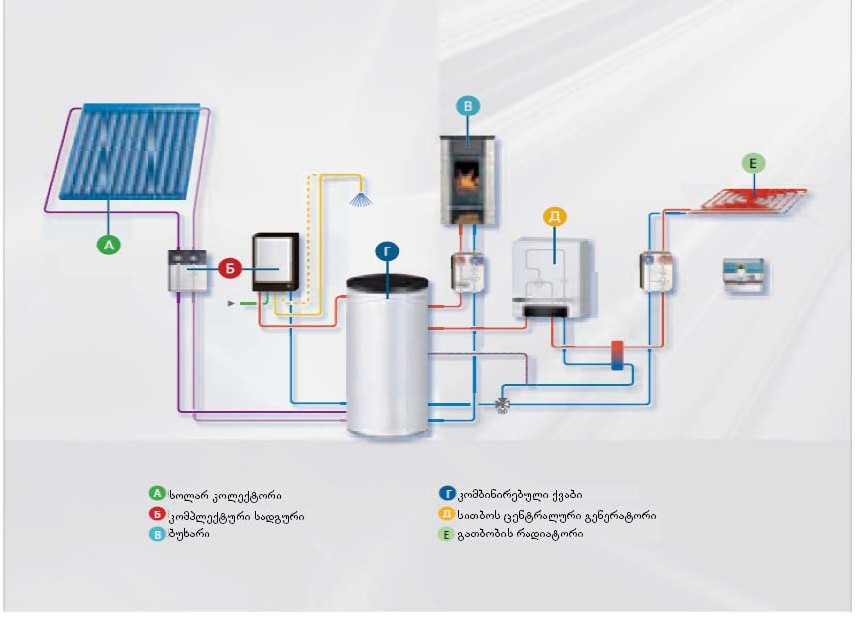 В
Е
Д
А
Г
Б
А სოლარ კოლექტორი
Б კომპლექტური სადგური
В ბუხარი
Г კომბინირებული ქვაბი
Д სითბოს ცენტრალური გენერატორი
Е გათბობის რადიატორი